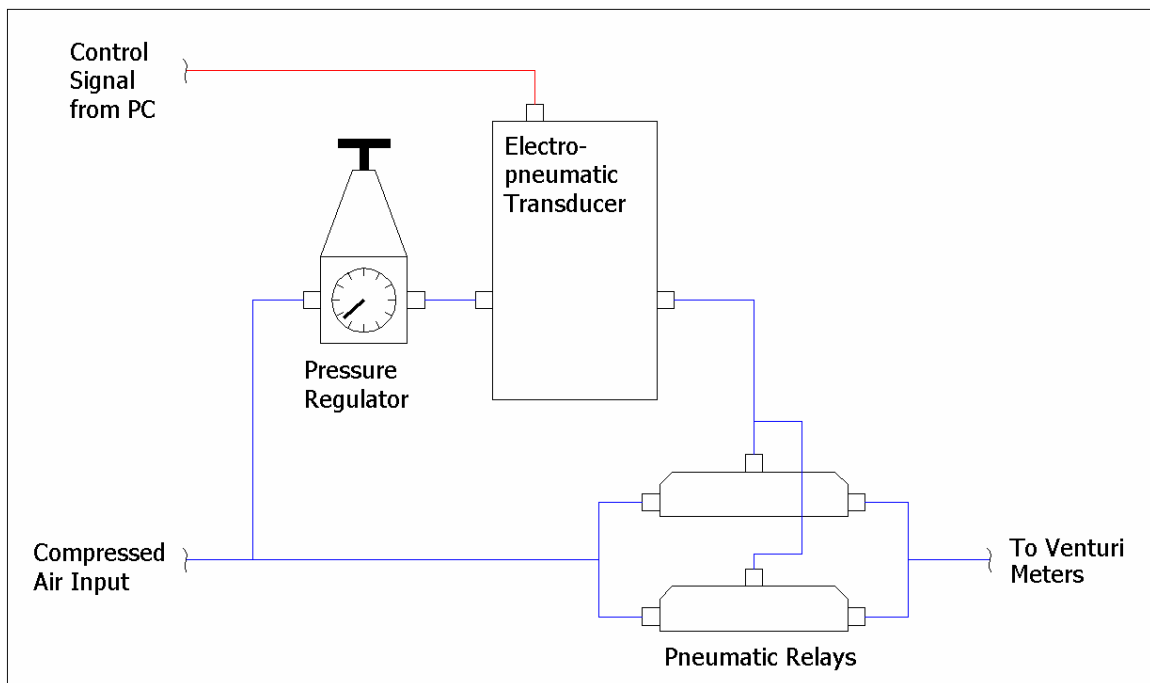 Control
Signal
from PC
Electro-
pneumatic
Transducer
Pressure
Regulator
Compressed
Air Input
To Venturi
Meters
Pneumatic Relays